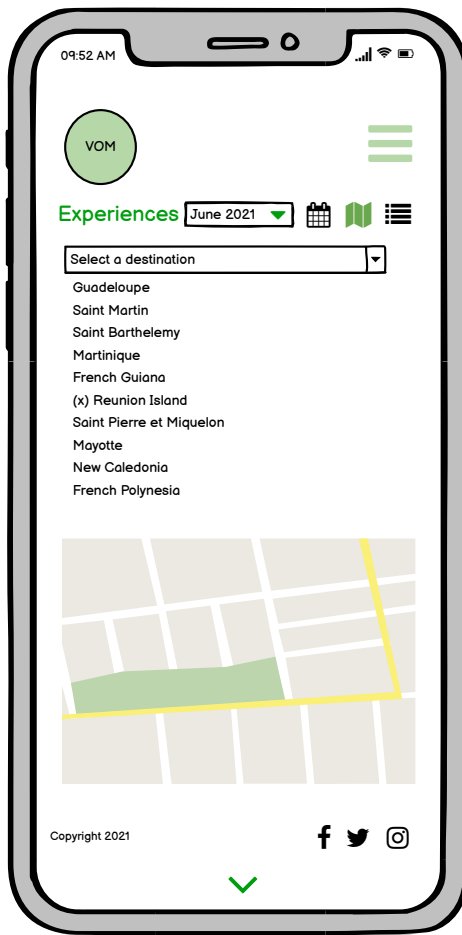 09:52 AM
VOM
Experiences June 2021
Select a destination
Guadeloupe
Saint Martin
Saint Barthelemy
Martinique
French Guiana
(x) Reunion Island
Saint Pierre et Miquelon
Mayotte
New Caledonia
French Polynesia
Copyright 2021